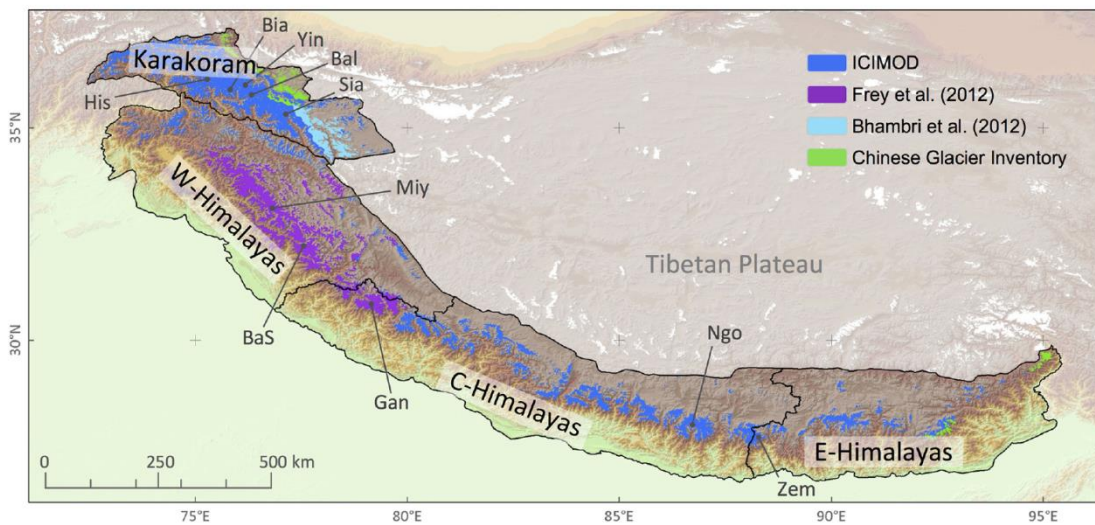 Bia
Yin
Karakoram
Bal
His
Sia
ICIMOD
Frey et al. (2012)
Bhambri et al. (2012)
Chinese Glacier Inventory
35°N
Miy
W-Himalayas
Tibetan Plateau
BaS
30°N
Ngo
Gan
C-Himalayas
E-Himalayas
Zem
0 250 500 km
75°E 80°E 85°E 90°E 95°E